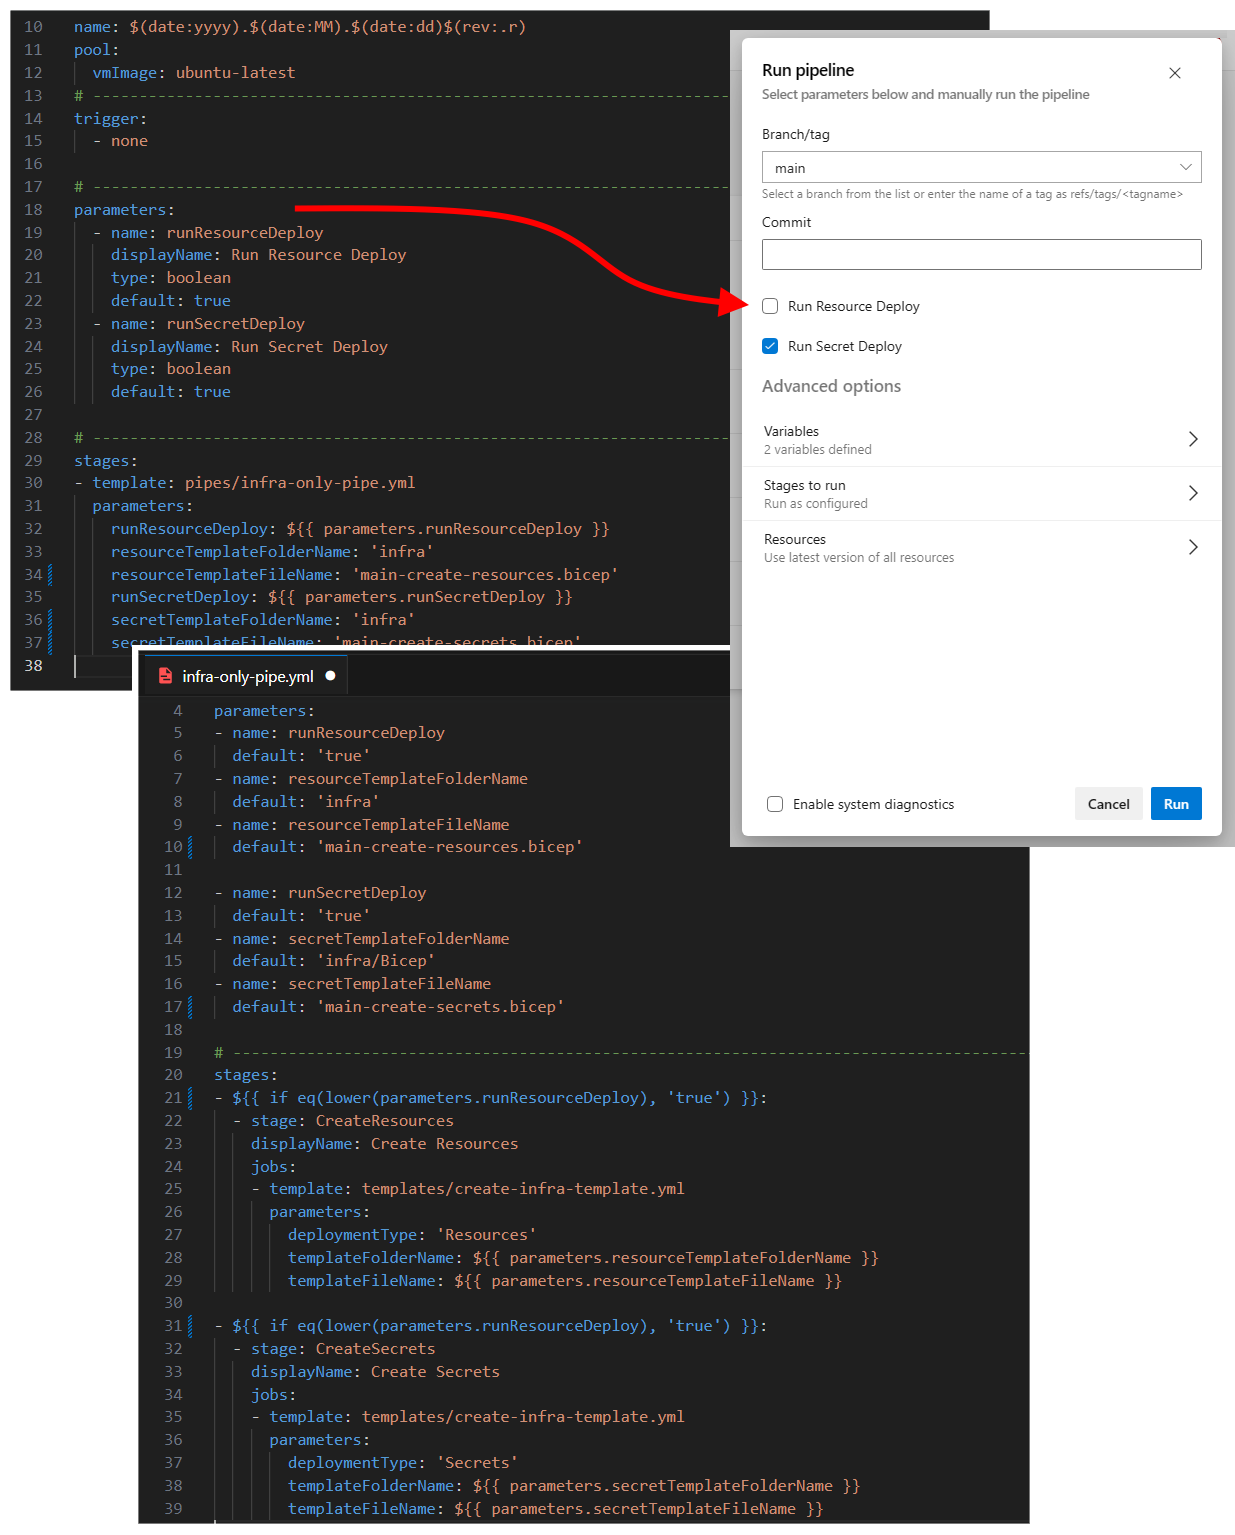 10 name: $(date:yyyy).$(date:MM).$(date:dd)$(rev:.r)
11 pool:
12   vmImage: ubuntu-latest
13 # ---------------------------------------------------------------------
14 trigger:
15   - none
16
17 # ---------------------------------------------------------------------
18 parameters:
19   - name: runResourceDeploy
20     displayName: Run Resource Deploy
21     type: boolean
22     default: true
23   - name: runSecretDeploy
24     displayName: Run Secret Deploy
25     type: boolean
26     default: true
27
28 # ---------------------------------------------------------------------
29 stages:
30 - template: pipes/infra-only-pipe.yml
31   parameters:
32     runResourceDeploy: ${{ parameters.runResourceDeploy }}
33     resourceTemplateFolderName: 'infra'
34     resourceTemplateFileName: 'main-create-resources.bicep'
35     runSecretDeploy: ${{ parameters.runSecretDeploy }}
36     secretTemplateFolderName: 'infra'
37     secretTemplateFileName: 'main-create-secrets.bicep'
38
Run pipeline
Select parameters below and manually run the pipeline
Branch/tag
main
Select a branch from the list or enter the name of a tag as refs/tags/<tagname>
Commit
Run Resource Deploy
Run Secret Deploy
Advanced options
Variables
2 variables defined
Stages to run
Run as configured
Resources
Use latest version of all resources
Enable system diagnostics
Cancel
Run
infra-only-pipe.yml
4 parameters:
5 - name: runResourceDeploy
6   default: 'true'
7 - name: resourceTemplateFolderName
8   default: 'infra'
9 - name: resourceTemplateFileName
10   default: 'main-create-resources.bicep'
11
12 - name: runSecretDeploy
13   default: 'true'
14 - name: secretTemplateFolderName
15   default: 'infra/Bicep'
16 - name: secretTemplateFileName
17   default: 'main-create-secrets.bicep'
18
19 # --------------------------------------------------------------------------------------
20 stages:
21 - ${{ if eq(lower(parameters.runResourceDeploy), 'true') }}:
22   - stage: CreateResources
23     displayName: Create Resources
24     jobs:
25     - template: templates/create-infra-template.yml
26       parameters:
27         deploymentType: 'Resources'
28         templateFolderName: ${{ parameters.resourceTemplateFolderName }}
29         templateFileName: ${{ parameters.resourceTemplateFileName }}
30
31 - ${{ if eq(lower(parameters.runResourceDeploy), 'true') }}:
32   - stage: CreateSecrets
33     displayName: Create Secrets
34     jobs:
35     - template: templates/create-infra-template.yml
36       parameters:
37         deploymentType: 'Secrets'
38         templateFolderName: ${{ parameters.secretTemplateFolderName }}
39         templateFileName: ${{ parameters.secretTemplateFileName }}